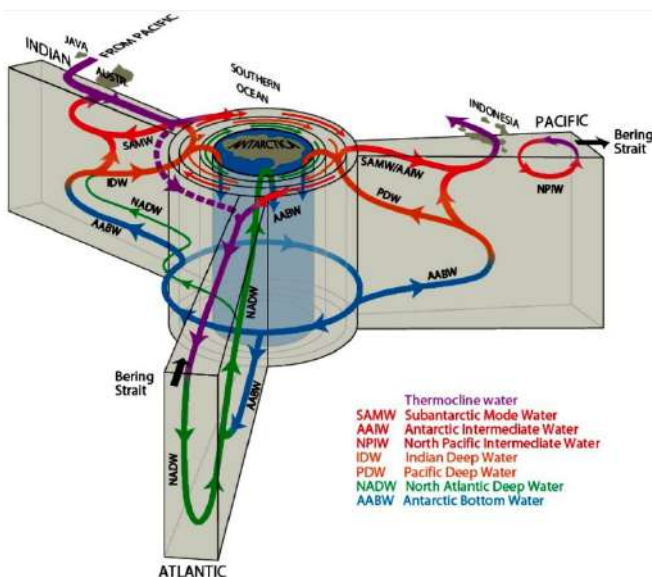 INDIAN
JAVA
FROM PACIFIC
AUSTR.
SOUTHERN
OCEAN
ANTARCTICA
INDONESIA
PACIFIC
Bering
Strait
SAMW
SAMW/AAIW
NPIW
IDW
PDW
NADW
AABW
AABW
AABW
NADW
AABW
Bering
Strait
NADW
ATLANTIC
Thermocline water
SAMW Subantarctic Mode Water
AAIW Antarctic Intermediate Water
NPIW North Pacific Intermediate Water
IDW Indian Deep Water
PDW Pacific Deep Water
NADW North Atlantic Deep Water
AABW Antarctic Bottom Water